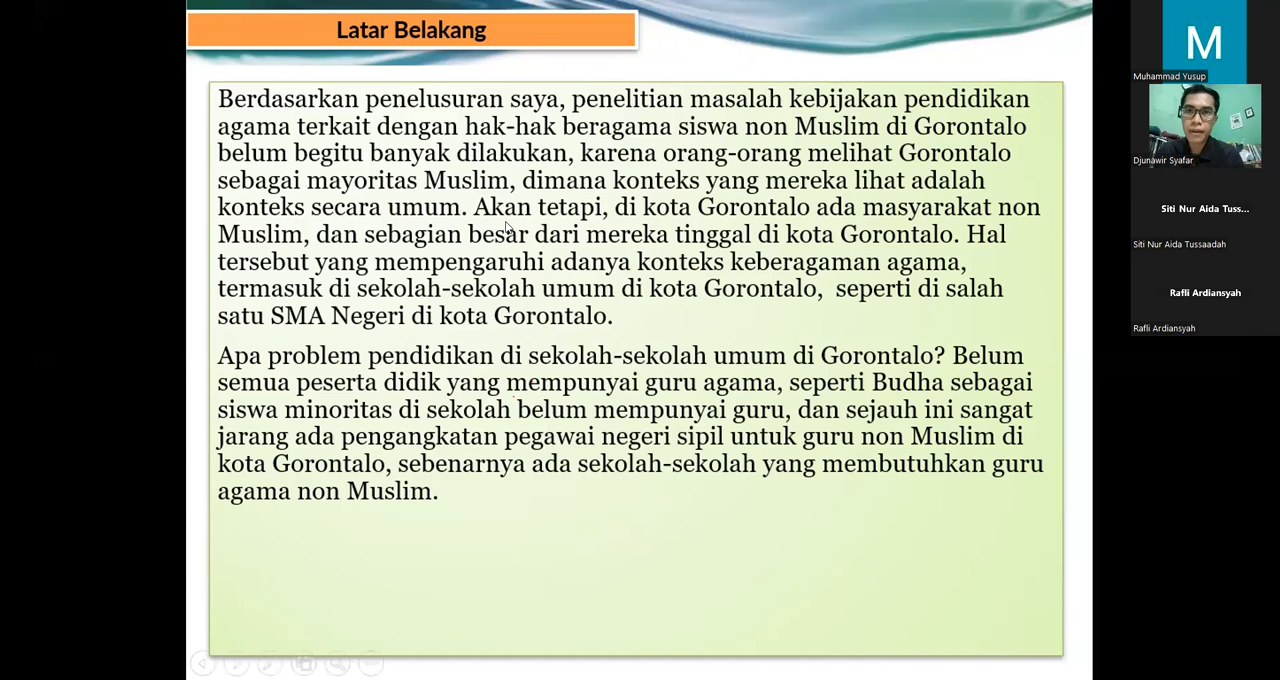 Latar Belakang
Berdasarkan penelusuran saya, penelitian masalah kebijakan pendidikan
agama terkait dengan hak-hak beragama siswa non Muslim di Gorontalo
belum begitu banyak dilakukan, karena orang-orang melihat Gorontalo
sebagai mayoritas Muslim, dimana konteks yang mereka lihat adalah
konteks secara umum. Akan tetapi, di kota Gorontalo ada masyarakat non
Muslim, dan sebagian besar dari mereka tinggal di kota Gorontalo. Hal
tersebut yang mempengaruhi adanya konteks keberagaman agama,
termasuk di sekolah-sekolah umum di kota Gorontalo, seperti di salah
satu SMA Negeri di kota Gorontalo.
Apa problem pendidikan di sekolah-sekolah umum di Gorontalo? Belum
semua peserta didik yang mempunyai guru agama, seperti Budha sebagai
siswa minoritas di sekolah belum mempunyai guru, dan sejauh ini sangat
jarang ada pengangkatan pegawai negeri sipil untuk guru non Muslim di
kota Gorontalo, sebenarnya ada sekolah-sekolah yang membutuhkan guru
agama non Muslim.
M
Muhammad Yusup
Djunawir Syafar
Siti Nur Aida Tuss...
Siti Nur Aida Tussaadah
Rafli Ardiansyah
Rafli Ardiansyah